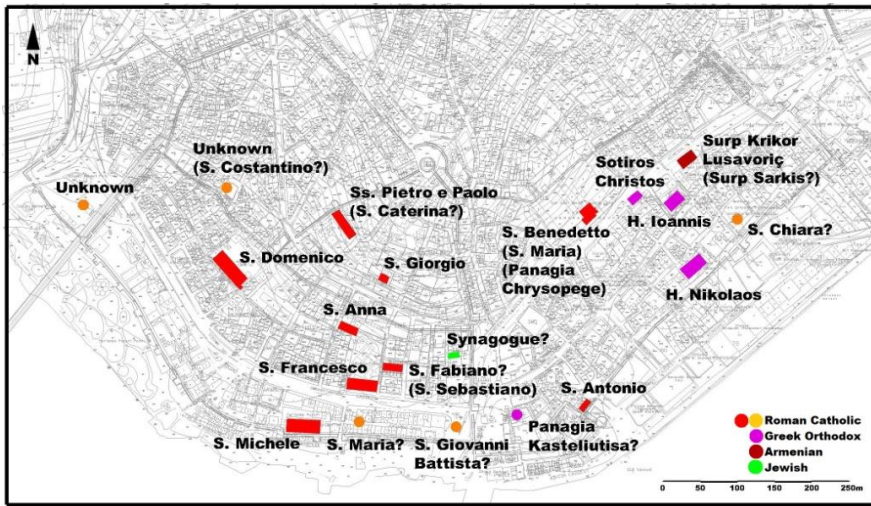 N
Unknown
(S. Costantino?)
Unknown
Ss. Pietro e Paolo
(S. Caterina?)
Sotiros
Christos
Surp Krikor
Lusavoriç
(Surp Sarkis?)
H. Ioannis
S. Benedetto
(S. Maria)
(Panagia
Chrysopege)
S. Chiara?
S. Domenico
S. Giorgio
H. Nikolaos
S. Anna
Synagogue?
S. Francesco
S. Fabiano?
(S. Sebastiano)
S. Antonio
S. Michele
S. Maria?
S. Giovanni
Battista?
Panagia
Kasteliutisa?
Roman Catholic
Greek Orthodox
Armenian
Jewish
0 50 100 150 200 250m